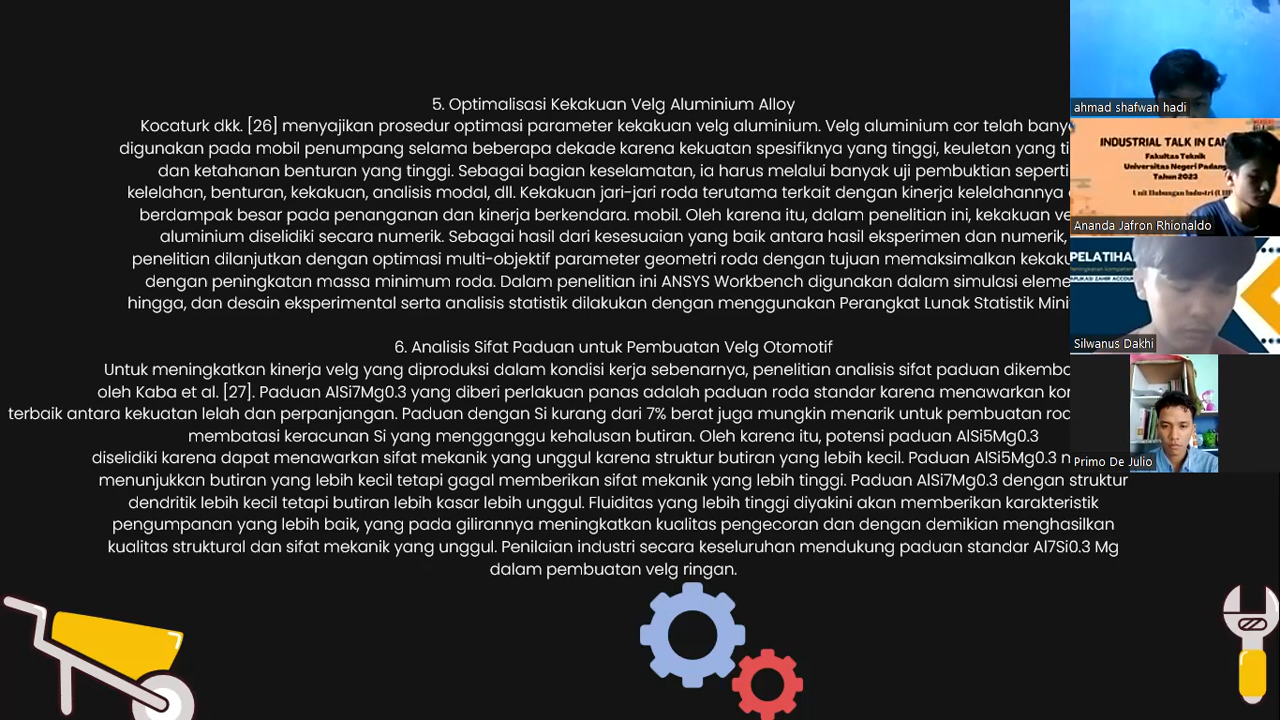 5. Optimalisasi Kekakuan Velg Aluminium Alloy
Kocaturk dkk. [26] menyajikan prosedur optimasi parameter kekakuan velg aluminium. Velg aluminium cor telah
digunakan pada mobil penumpang selama beberapa dekade karena kekuatan spesifiknya yang tinggi, keuletan yang
dan ketahanan benturan yang tinggi. Sebagai bagian keselamatan, ia harus melalui banyak uji pembuktian seperti
kelelahan, benturan, kekakuan, analisis modal, dll. Kekakuan jari-jari roda terutama terkait dengan kinerja kelelahannya
berdampak besar pada penanganan dan kinerja berkendara. mobil. Oleh karena itu, dalam penelitian ini, kekakuan
aluminium diselidiki secara numerik. Sebagai hasil dari kesesuaian yang baik antara hasil eksperimen dan numerik,
penelitian dilanjutkan dengan optimasi multi-objektif parameter geometri roda dengan tujuan memaksimalkan
dengan peningkatan massa minimum roda. Dalam penelitian ini ANSYS Workbench digunakan dalam simulasi
hingga, dan desain eksperimental serta analisis statistik dilakukan dengan menggunakan Perangkat Lunak Statistik
6. Analisis Sifat Paduan untuk Pembuatan Velg Otomotif
Untuk meningkatkan kinerja velg yang diproduksi dalam kondisi kerja sebenarnya, penelitian analisis sifat paduan
oleh Kaba et al. [27]. Paduan AlSi7Mg0.3 yang diberi perlakuan panas adalah paduan roda standar karena menawarkan
terbaik antara kekuatan lelah dan perpanjangan. Paduan dengan Si kurang dari 7% berat juga mungkin menarik untuk pembuatan
membatasi keracunan Si yang mengganggu kehalusan butiran. Oleh karena itu, potensi paduan AlSi5Mg0.3
diselidiki karena dapat menawarkan sifat mekanik yang unggul karena struktur butiran yang lebih kecil. Paduan AlSi5Mg0.3
menunjukkan butiran yang lebih kecil tetapi gagal memberikan sifat mekanik yang lebih tinggi. Paduan AlSi7Mg0.3 dengan struktur
dendritik lebih kecil tetapi butiran lebih kasar lebih unggul. Fluiditas yang lebih tinggi diyakini akan memberikan karakteristik
pengumpanan yang lebih baik, yang pada gilirannya meningkatkan kualitas pengecoran dan dengan demikian menghasilkan
kualitas struktural dan sifat mekanik yang unggul. Penilaian industri secara keseluruhan mendukung paduan standar Al7Si0.3 Mg
dalam pembuatan velg ringan.
ahmad shafwan hadi
INDUSTRIAL TALK IN
Fakultas Teknik
Universitas Negeri Padang
Tahun 2023
Unit Hubungan Industri
Ananda Jafron Rhionaldo
Silwanus Dakhi
Primo De Julio